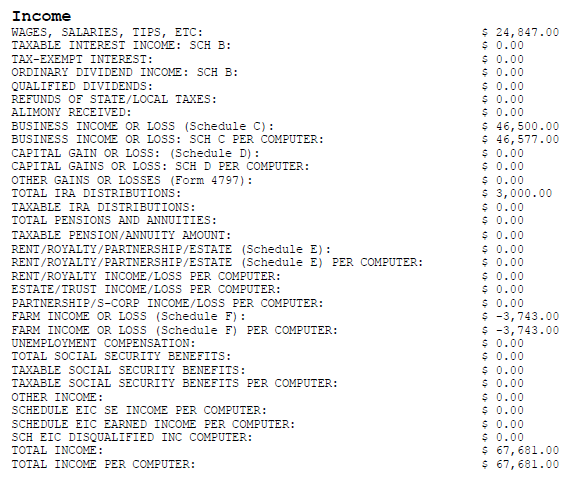 Income
WAGES, SALARIES, TIPS, ETC: $ 24,847.00
TAXABLE INTEREST INCOME: SCH B: $ 0.00
TAX-EXEMPT INTEREST: $ 0.00
ORDINARY DIVIDEND INCOME: SCH B: $ 0.00
QUALIFIED DIVIDENDS: $ 0.00
REFUNDS OF STATE/LOCAL TAXES: $ 0.00
ALIMONY RECEIVED: $ 0.00
BUSINESS INCOME OR LOSS (Schedule C): $ 46,500.00
BUSINESS INCOME OR LOSS: SCH C PER COMPUTER: $ 46,577.00
CAPITAL GAIN OR LOSS: (Schedule D): $ 0.00
CAPITAL GAINS OR LOSS: SCH D PER COMPUTER: $ 0.00
OTHER GAINS OR LOSSES (Form 4797): $ 0.00
TOTAL IRA DISTRIBUTIONS: $ 3,000.00
TAXABLE IRA DISTRIBUTIONS: $ 0.00
TOTAL PENSIONS AND ANNUITIES: $ 0.00
TAXABLE PENSION/ANNUITY AMOUNT: $ 0.00
RENT/ROYALTY/PARTNERSHIP/ESTATE (Schedule E): $ 0.00
RENT/ROYALTY/PARTNERSHIP/ESTATE (Schedule E) PER COMPUTER: $ 0.00
RENT/ROYALTY INCOME/LOSS PER COMPUTER: $ 0.00
ESTATE/TRUST INCOME/LOSS PER COMPUTER: $ 0.00
PARTNERSHIP/S-CORP INCOME/LOSS PER COMPUTER: $ 0.00
FARM INCOME OR LOSS (Schedule F): $ -3,743.00
FARM INCOME OR LOSS (Schedule F) PER COMPUTER: $ -3,743.00
UNEMPLOYMENT COMPENSATION: $ 0.00
TOTAL SOCIAL SECURITY BENEFITS: $ 0.00
TAXABLE SOCIAL SECURITY BENEFITS: $ 0.00
TAXABLE SOCIAL SECURITY BENEFITS PER COMPUTER: $ 0.00
OTHER INCOME: $ 0.00
SCHEDULE EIC SE INCOME PER COMPUTER: $ 0.00
SCHEDULE EIC EARNED INCOME PER COMPUTER: $ 0.00
SCH EIC DISQUALIFIED INC COMPUTER: $ 0.00
TOTAL INCOME: $ 67,681.00
TOTAL INCOME PER COMPUTER: $ 67,681.00